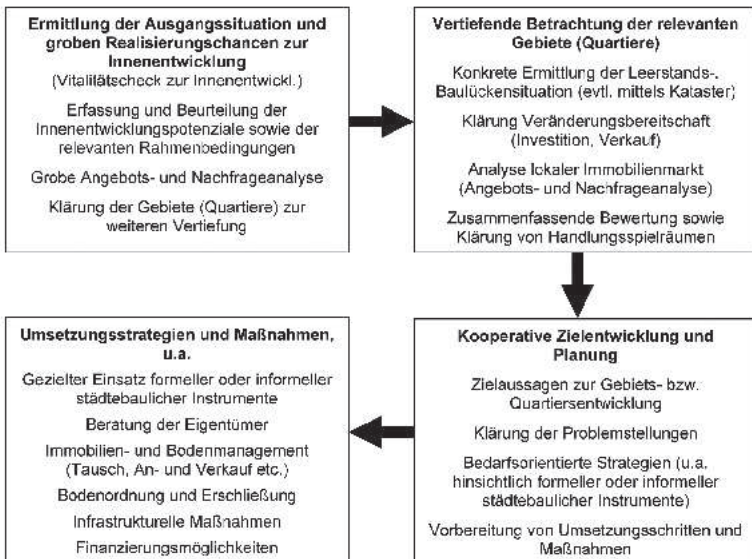 Ermittlung der Ausgangssituation und
groben Realisierungschancen zur
Innenentwicklung
(Vitalitätscheck zur Innenentwickl.)
Erfassung und Beurteilung der
Innenentwicklungspotenziale sowie der
relevanten Rahmenbedingungen
Grobe Angebots- und Nachfrageanalyse
Klärung der Gebiete (Quartiere) zur
weiteren Vertiefung
Vertiefende Betrachtung der relevanten
Gebiete (Quartiere)
Konkrete Ermittlung der Leerstands-.
Baulückensituation (evtl. mittels Kataster)
Klärung Veränderungsbereitschaft
(Investition, Verkauf)
Analyse lokaler Immobilienmarkt
(Angebots- und Nachfrageanalyse)
Zusammenfassende Bewertung sowie
Klärung von Handlungsspielräumen
Kooperative Zielentwicklung und
Planung
Zielaussagen zur Gebiets- bzw.
Quartiersentwicklung
Klärung der Problemstellungen
Bedarfsorientierte Strategien (u.a.
hinsichtlich formeller oder informeller
städtebaulicher Instrumente)
Vorbereitung von Umsetzungsschritten und
Maßnahmen
Umsetzungsstrategien und Maßnahmen,
u.a.
Gezielter Einsatz formeller oder informeller
städtebaulicher Instrumente
Beratung der Eigentümer
Immobilien- und Bodenmanagement
(Tausch, An- und Verkauf etc.)
Bodenordnung und Erschließung
Infrastrukturelle Maßnahmen
Finanzierungsmöglichkeiten